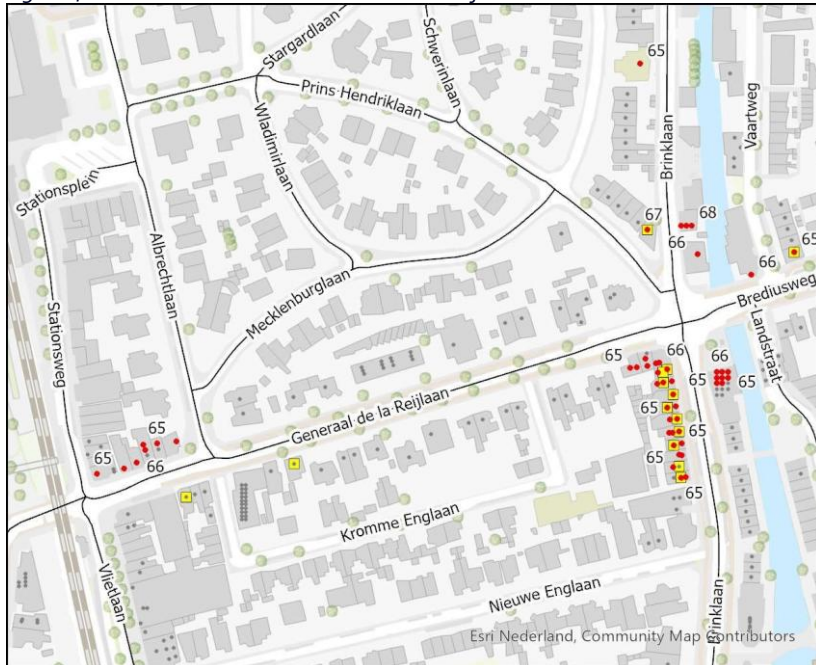 Stargardlaan
Schwerinlaan
65
Prins Hendriklaan
Wladimirlaan
Brinklaan
Vaartweg
Stationsplein
67
68
66
65
66
Albrechtlaan
Mecklenburglaan
Brediusweg
Stationsweg
Landstraat
65
66
66
65
65
Generaal de la Reijlaan
65
65
65
66
65
65
Kromme Englaan
Vlietlaan
Nieuwe Englaan
Brinklaan
Esri Nederland, Community Map Contributors